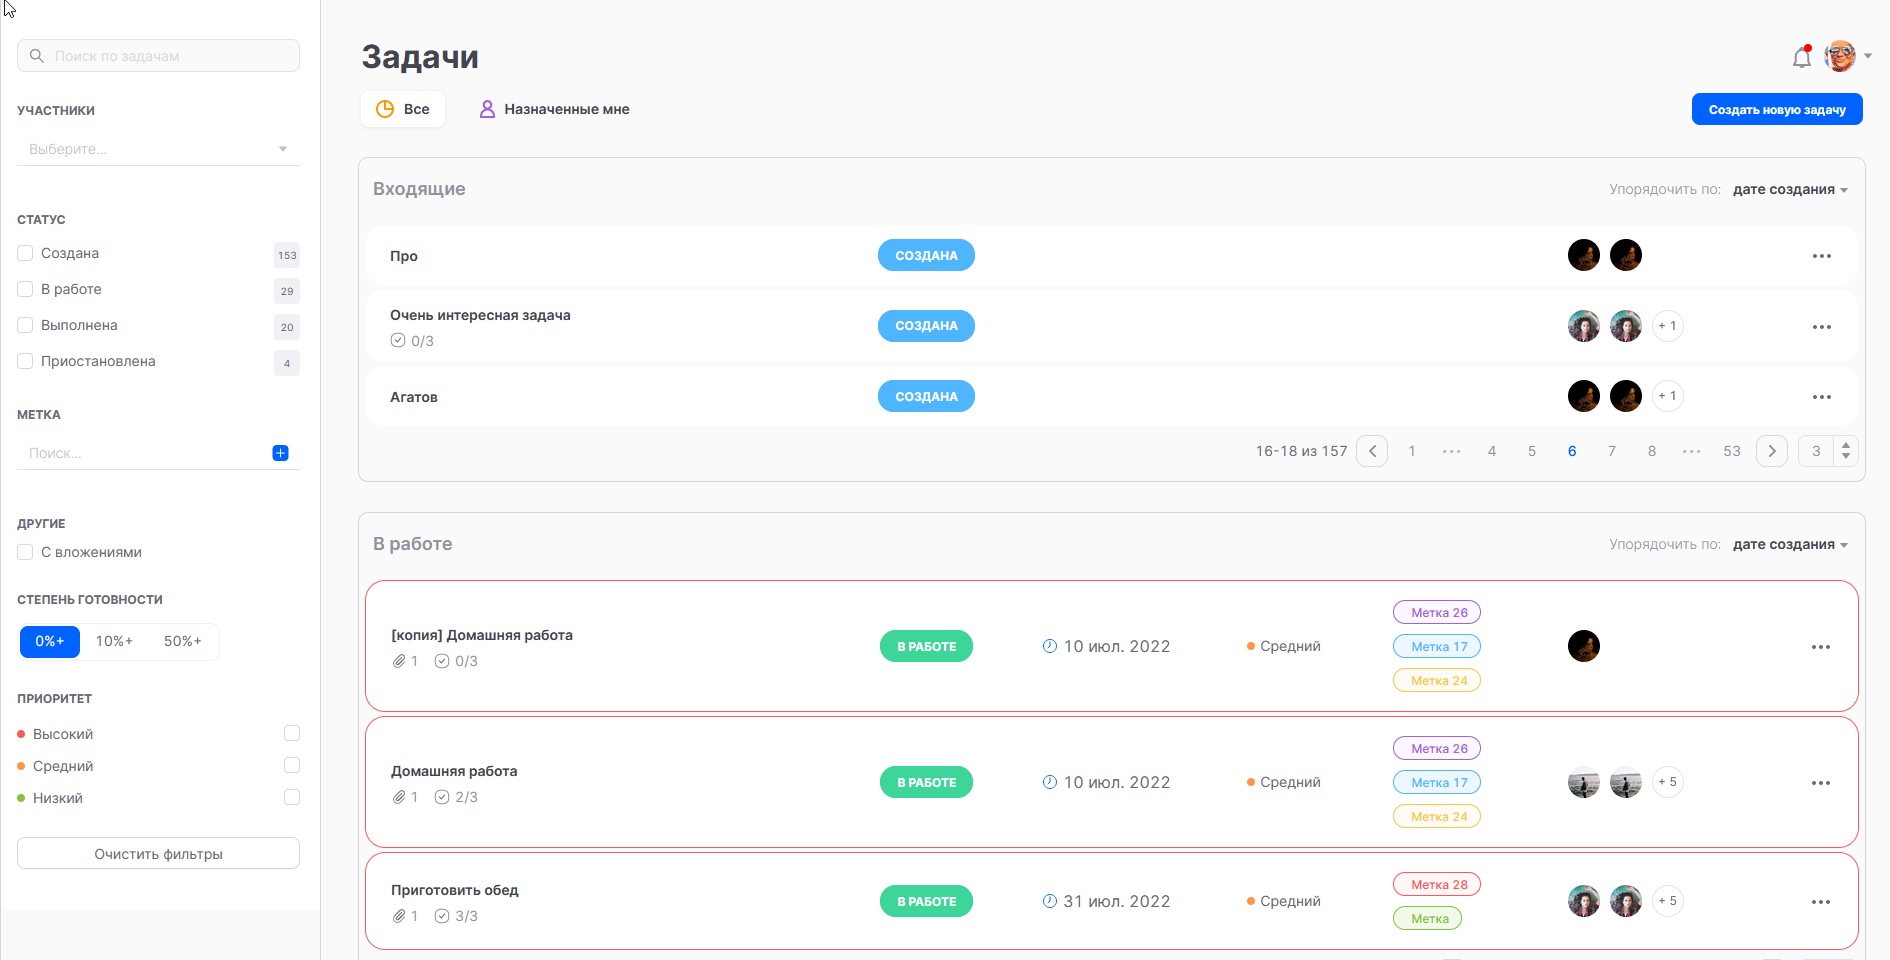 Поиск по задачам
УЧАСТНИКИ
Выберите...
СТАТУС
Создана 153
В работе 29
Выполнена 20
Приостановлена 4
МЕТКА
Поиск...
ДРУГИЕ
С вложениями
СТЕПЕНЬ ГОТОВНОСТИ
0%+ 10%+ 50%+
ПРИОРИТЕТ
Высокий
Средний
Низкий
Очистить фильтры
Задачи
Все Назначенные мне
Создать новую задачу
Входящие Упорядочить по: дате создания
Про СОЗДАНА
Очень интересная задача СОЗДАНА + 1
0/3
Агатов СОЗДАНА + 1
16-18 из 157 1 ••• 4 5 6 7 8 ••• 53 3
В работе Упорядочить по: дате создания
[копия] Домашняя работа
1 0/3
В РАБОТЕ 10 июл. 2022 Средний
Метка 26
Метка 17
Метка 24
Домашняя работа
1 2/3
В РАБОТЕ 10 июл. 2022 Средний
Метка 26
Метка 17
Метка 24
+ 5
Приготовить обед
1 3/3
В РАБОТЕ 31 июл. 2022 Средний
Метка 28
Метка
+ 5